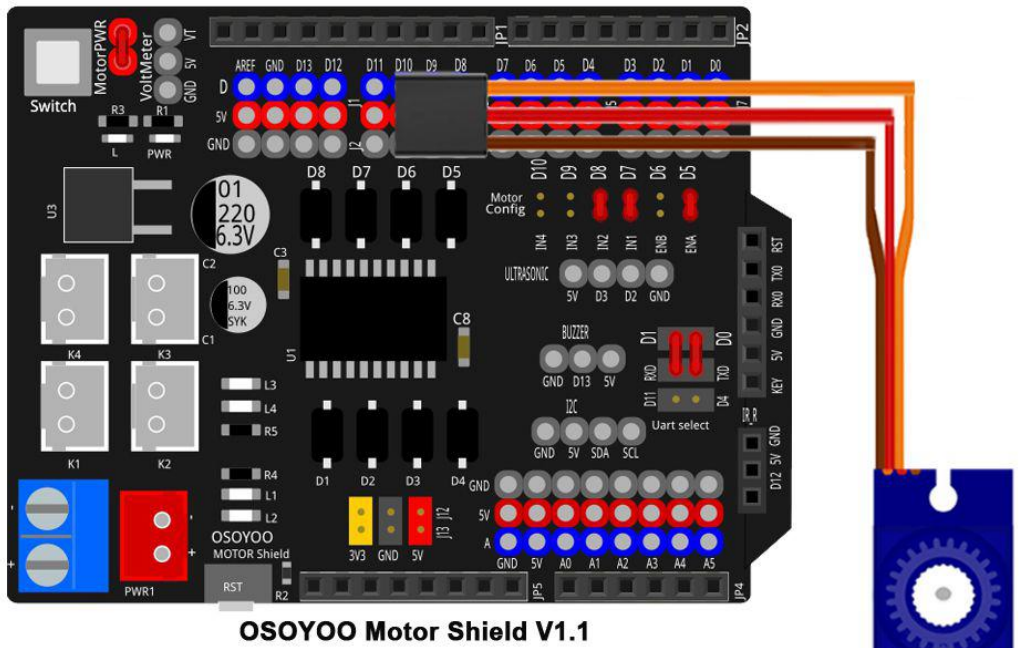 JP1
JP2
MotorPWR
VoltMeter
VT
5V
GND
Switch
AREF GND D13 D12 D11 D10 D9 D8 D7 D6 D5 D4 D3 D2 D1 D0
D
5V
GND
J1
J2
R3 R1
L PWR
U3
D8 D7 D6 D5
D10 D9 D8 D7 D6 D5
Motor
Config
IN4 IN3 IN2 IN1 ENB ENA
01
220
6.3V
C2
100
6.3V
SYK
C1
C3
C8
U1
ULTRASONIC
5V D3 D2 GND
BUZZER
GND D13 5V
D1 D0
RXD TXD
D11 D4
Uart select
I2C
GND 5V SDA SCL
RST
TX0
RX0
GND
5V
KEY
IR_R
GND
5V
D12
K4 K3
K1 K2
L3
L4
R5
R4
L1
L2
D1 D2 D3 D4
GND
5V
A
GND 5V A0 A1 A2 A3 A4 A5
J12
J13
3V3 GND 5V
OSOYOO
MOTOR Shield
- +
- +
PWR1
RST
R2
JP5
JP4
OSOYOO Motor Shield V1.1